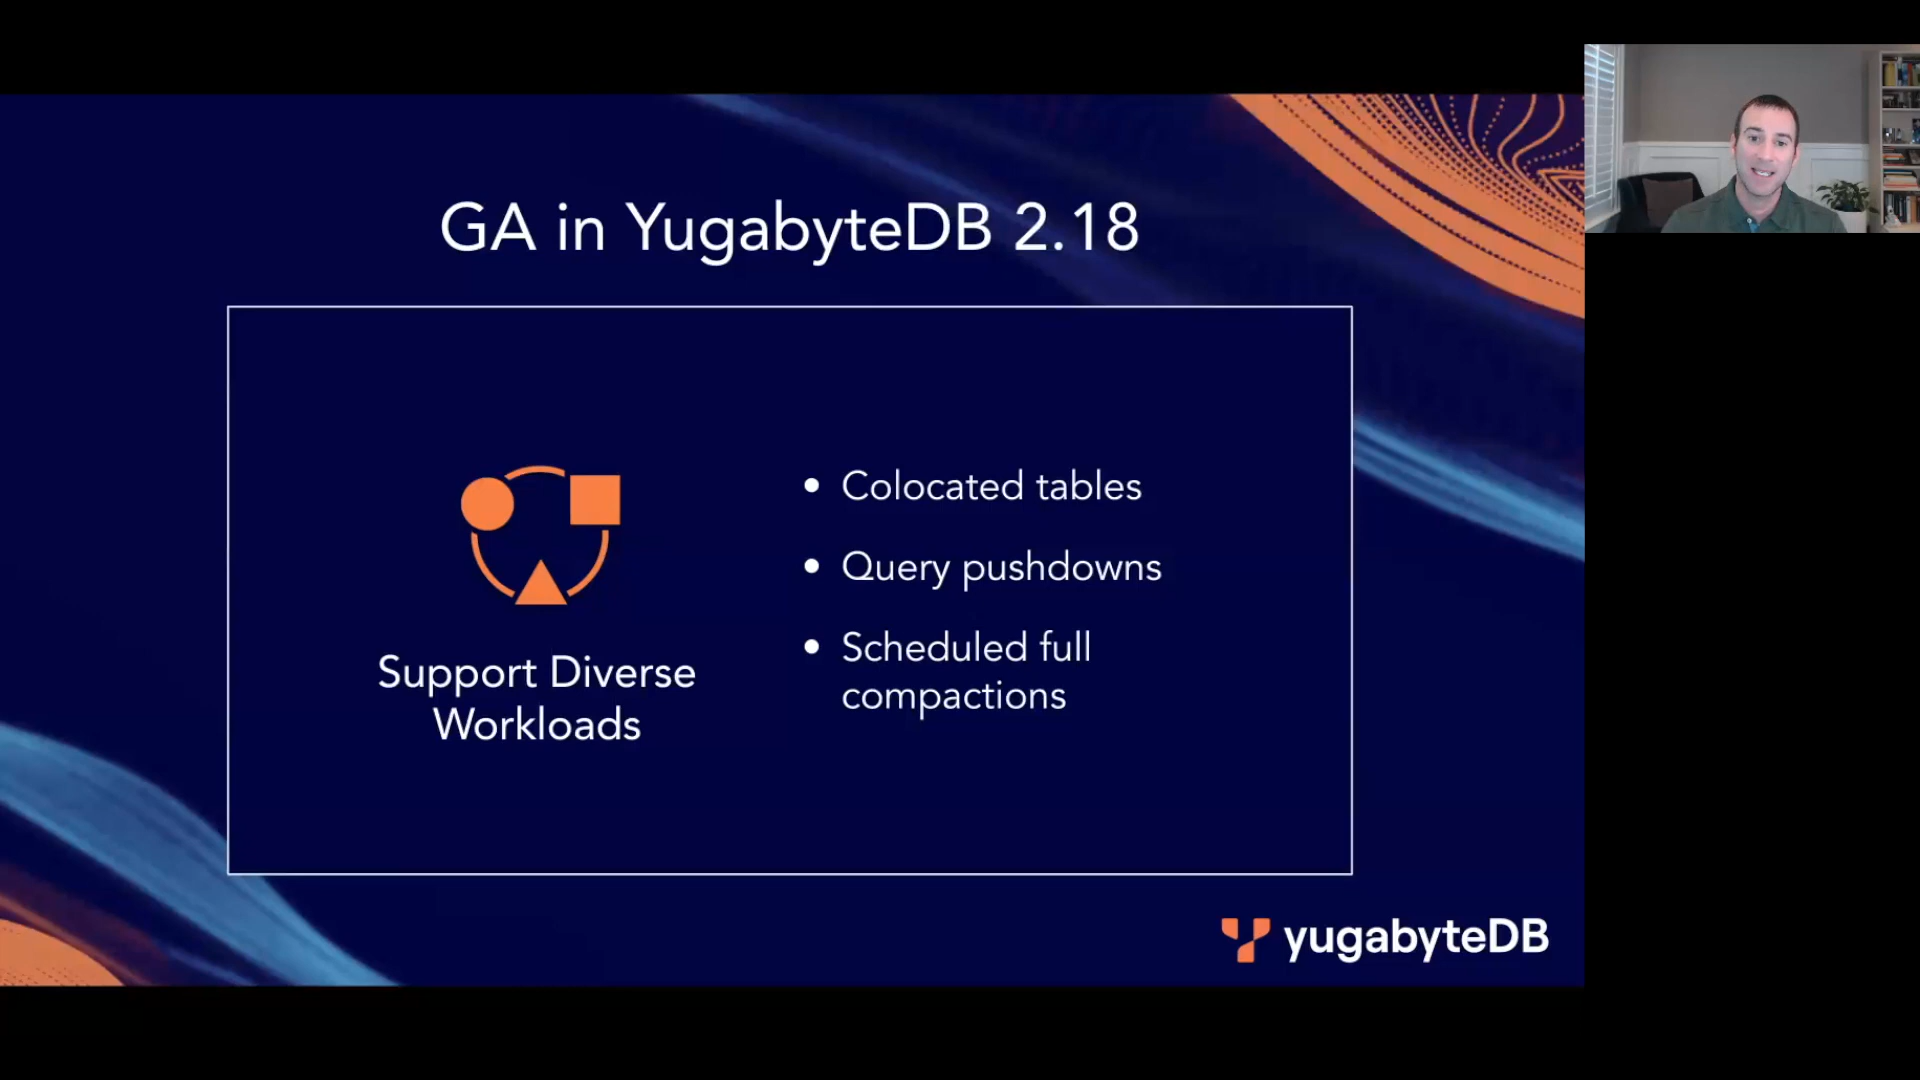 GA in YugabyteDB 2.18
Support Diverse
Workloads
• Colocated tables
• Query pushdowns
• Scheduled full
compactions
yugabyteDB